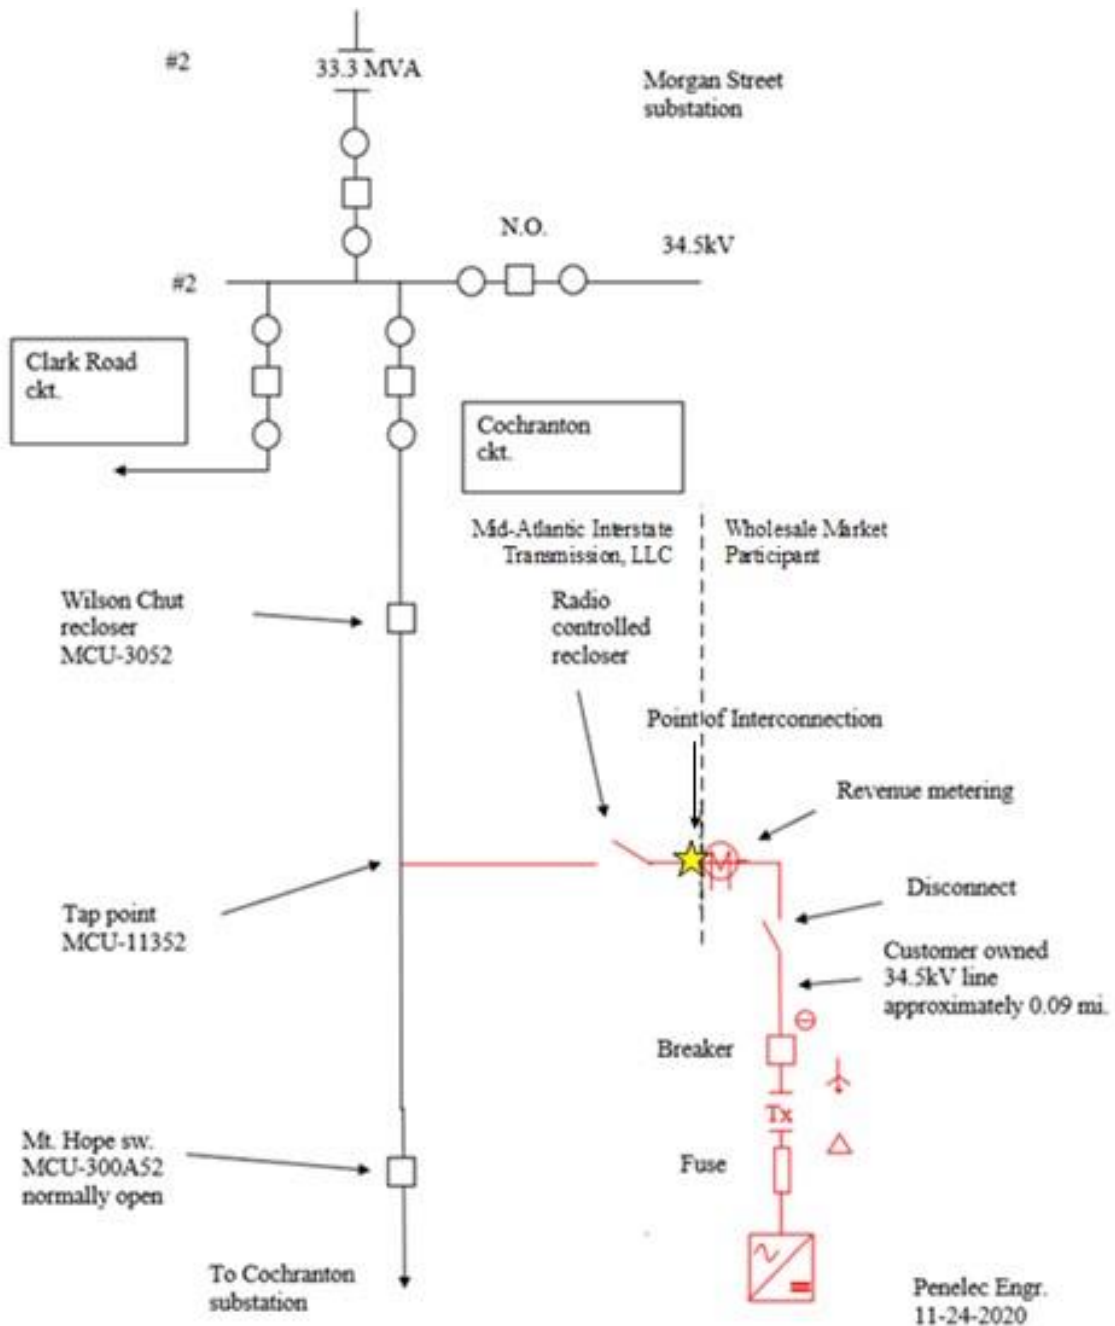 #2
33.3 MVA
Morgan Street
substation
N.O.
34.5kV
#2
Clark Road
ckt.
Cochranton
ckt.
Mid-Atlantic Interstate
Transmission, LLC
Wholesale Market
Participant
Wilson Chut
recloser
MCU-3052
Radio
controlled
recloser
Point of Interconnection
Revenue metering
M
Tap point
MCU-11352
Disconnect
Customer owned
34.5kV line
approximately 0.09 mi.
Breaker
Tx
Fuse
Mt. Hope sw.
MCU-300A52
normally open
To Cochranton
substation
Penelec Engr.
11-24-2020